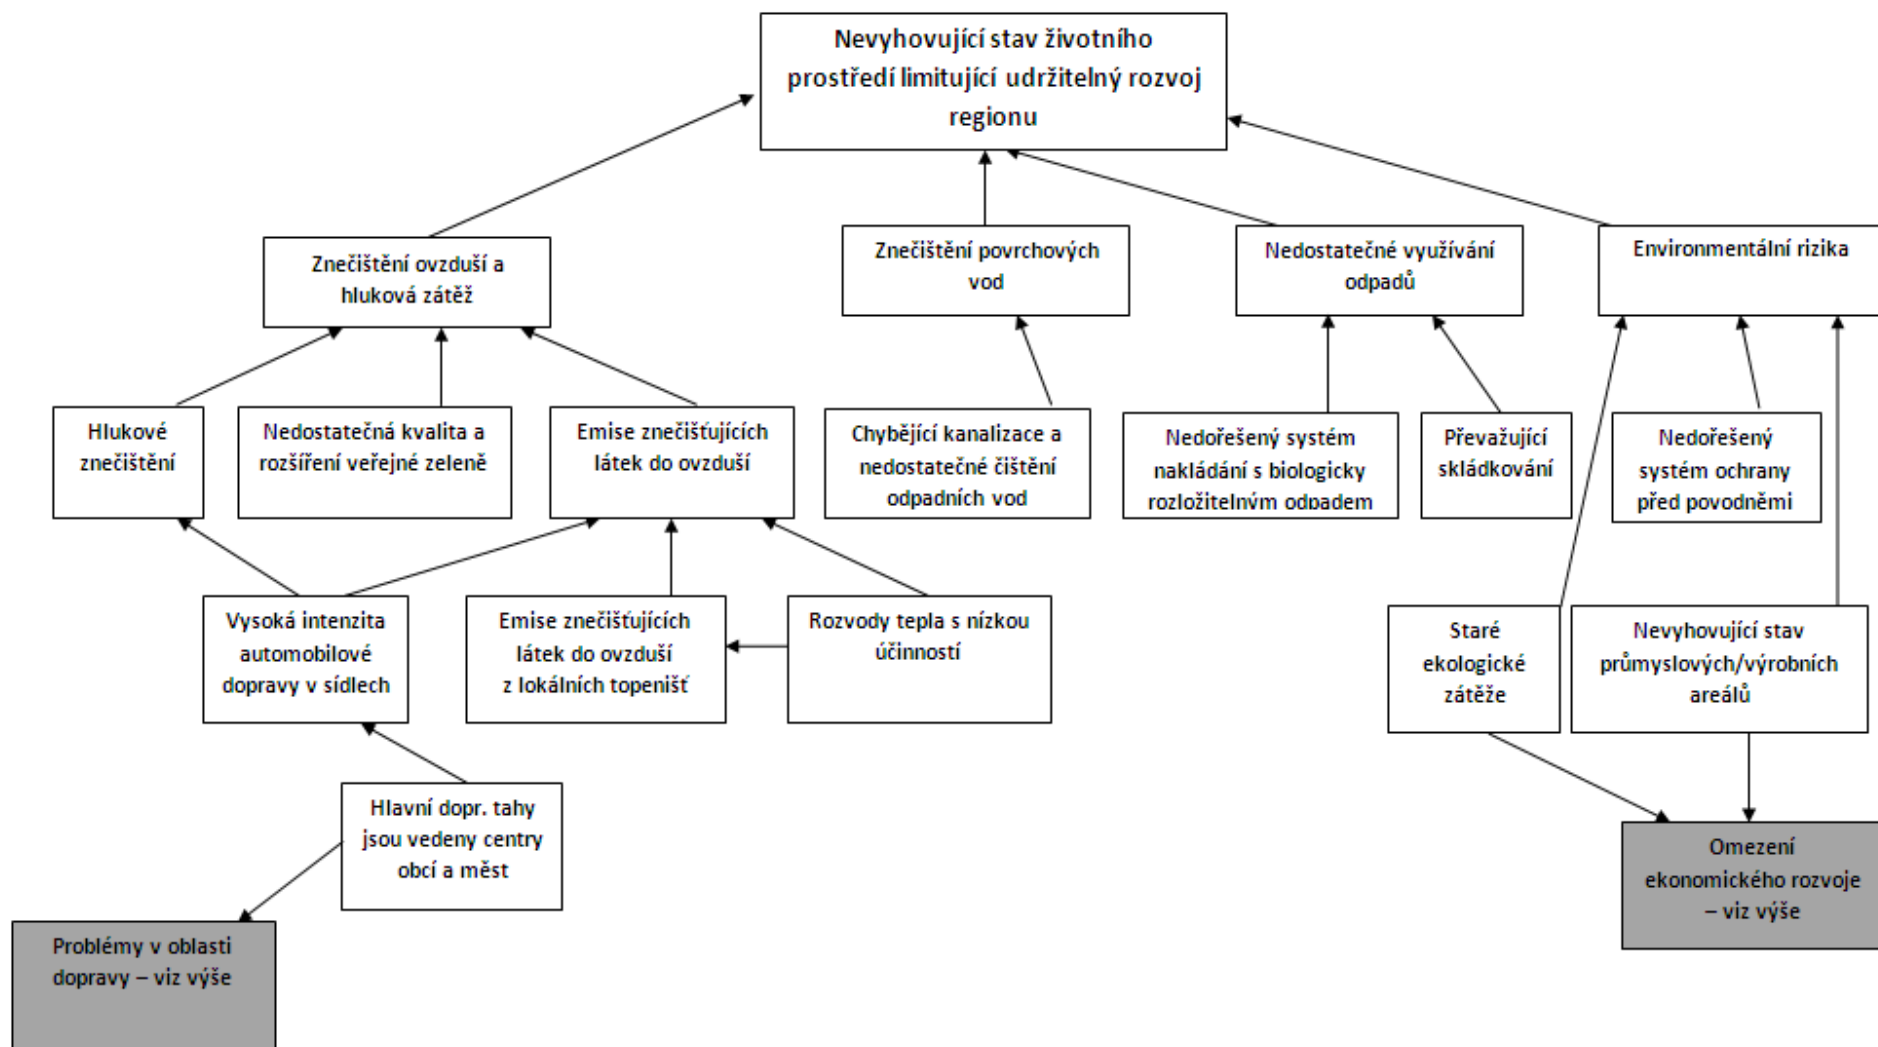 Nevyhovující stav životního
prostředí limitující udržitelný rozvoj
regionu
Znečištění ovzduší a
hluková zátěž
Znečištění povrchových
vod
Nedostatečné využívání
odpadů
Environmentální rizika
Hlukové
znečištění
Nedostatečná kvalita a
rozšíření veřejné zeleně
Emise znečišťujících
látek do ovzduší
Chybějící kanalizace a
nedostatečné čištění
odpadních vod
Nedořešený systém
nakládání s biologicky
rozložitelným odpadem
Převažující
skládkování
Nedořešený
systém ochrany
před povodněmi
Vysoká intenzita
automobilové
dopravy v sídlech
Emise znečišťujících
látek do ovzduší
z lokálních topenišť
Rozvody tepla s nízkou
účinností
Staré
ekologické
zátěže
Nevyhovující stav
průmyslových/výrobních
areálů
Hlavní dopr. tahy
jsou vedeny centry
obcí a měst
Omezení
ekonomického rozvoje
– viz výše
Problémy v oblasti
dopravy – viz výše